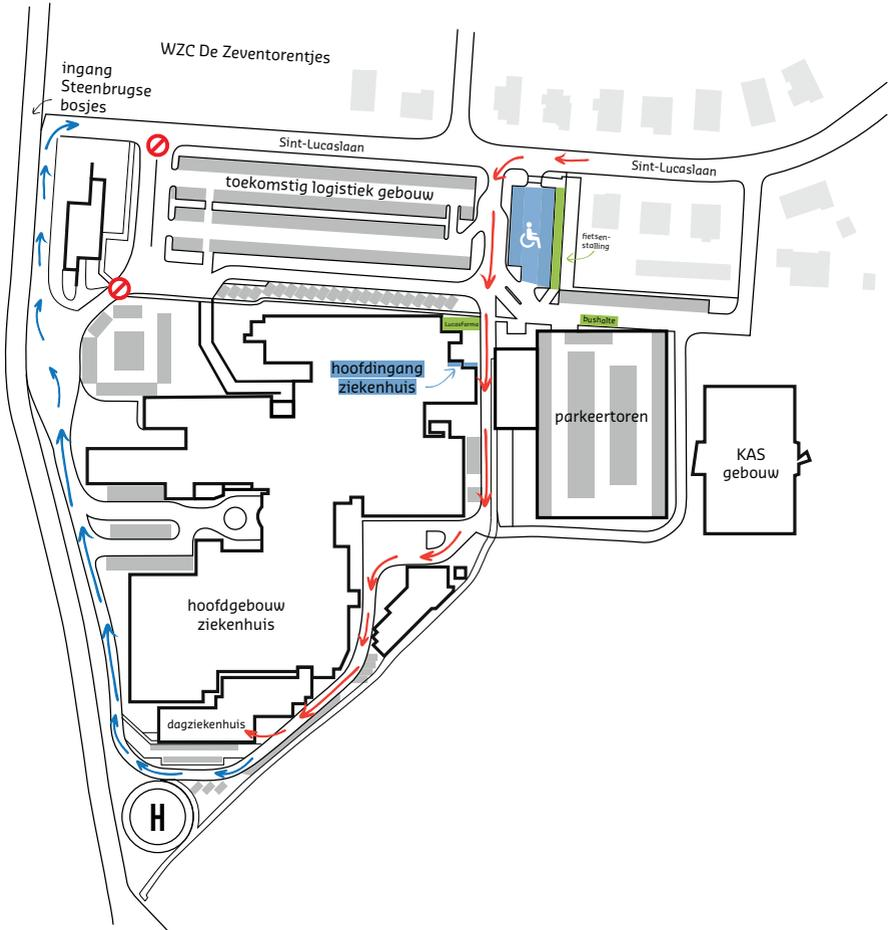 WZC De Zeventorentjes
ingang
Steenbrugse
bosjes
Sint-Lucaslaan
Sint-Lucaslaan
toekomstig logistiek gebouw
fietsen-
stalling
Lucasfarma
bushalte
hoofdingang
ziekenhuis
parkeertoren
KAS
gebouw
hoofdgebouw
ziekenhuis
dagziekenhuis
H